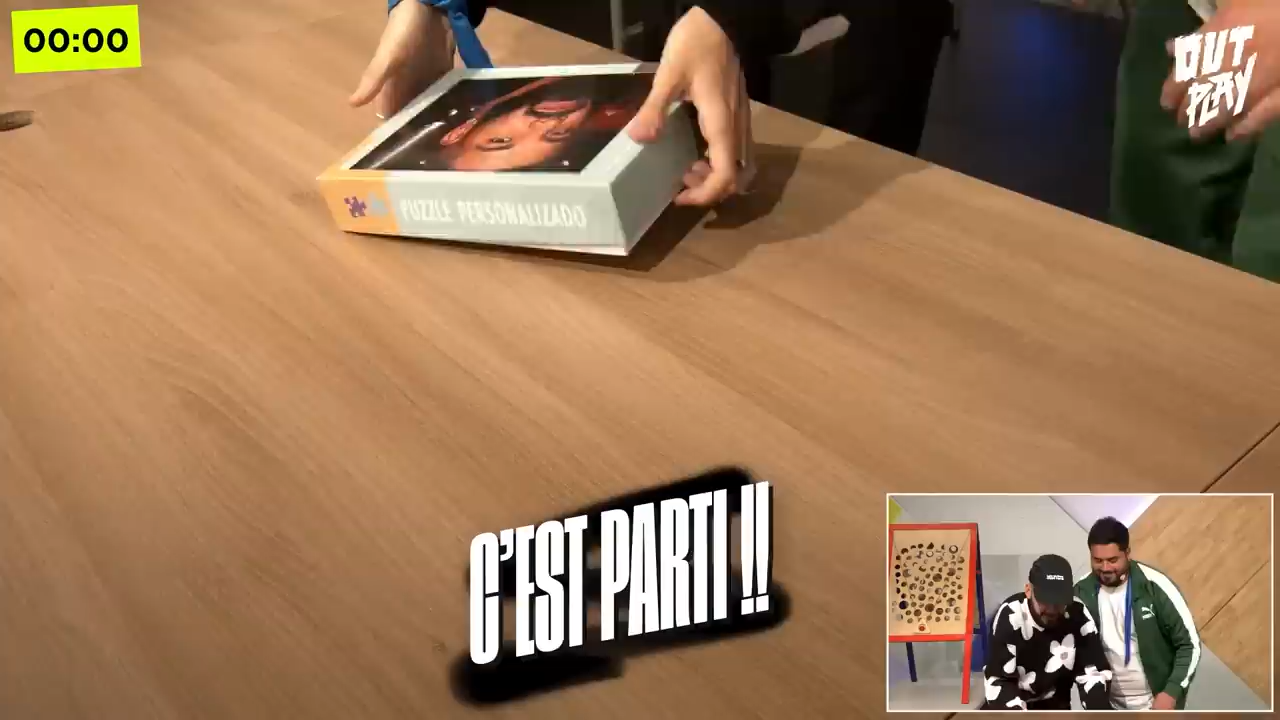 00:00
OUT
PLAY
PUZZLE PERSONALIZADO
C'EST PARTI !!